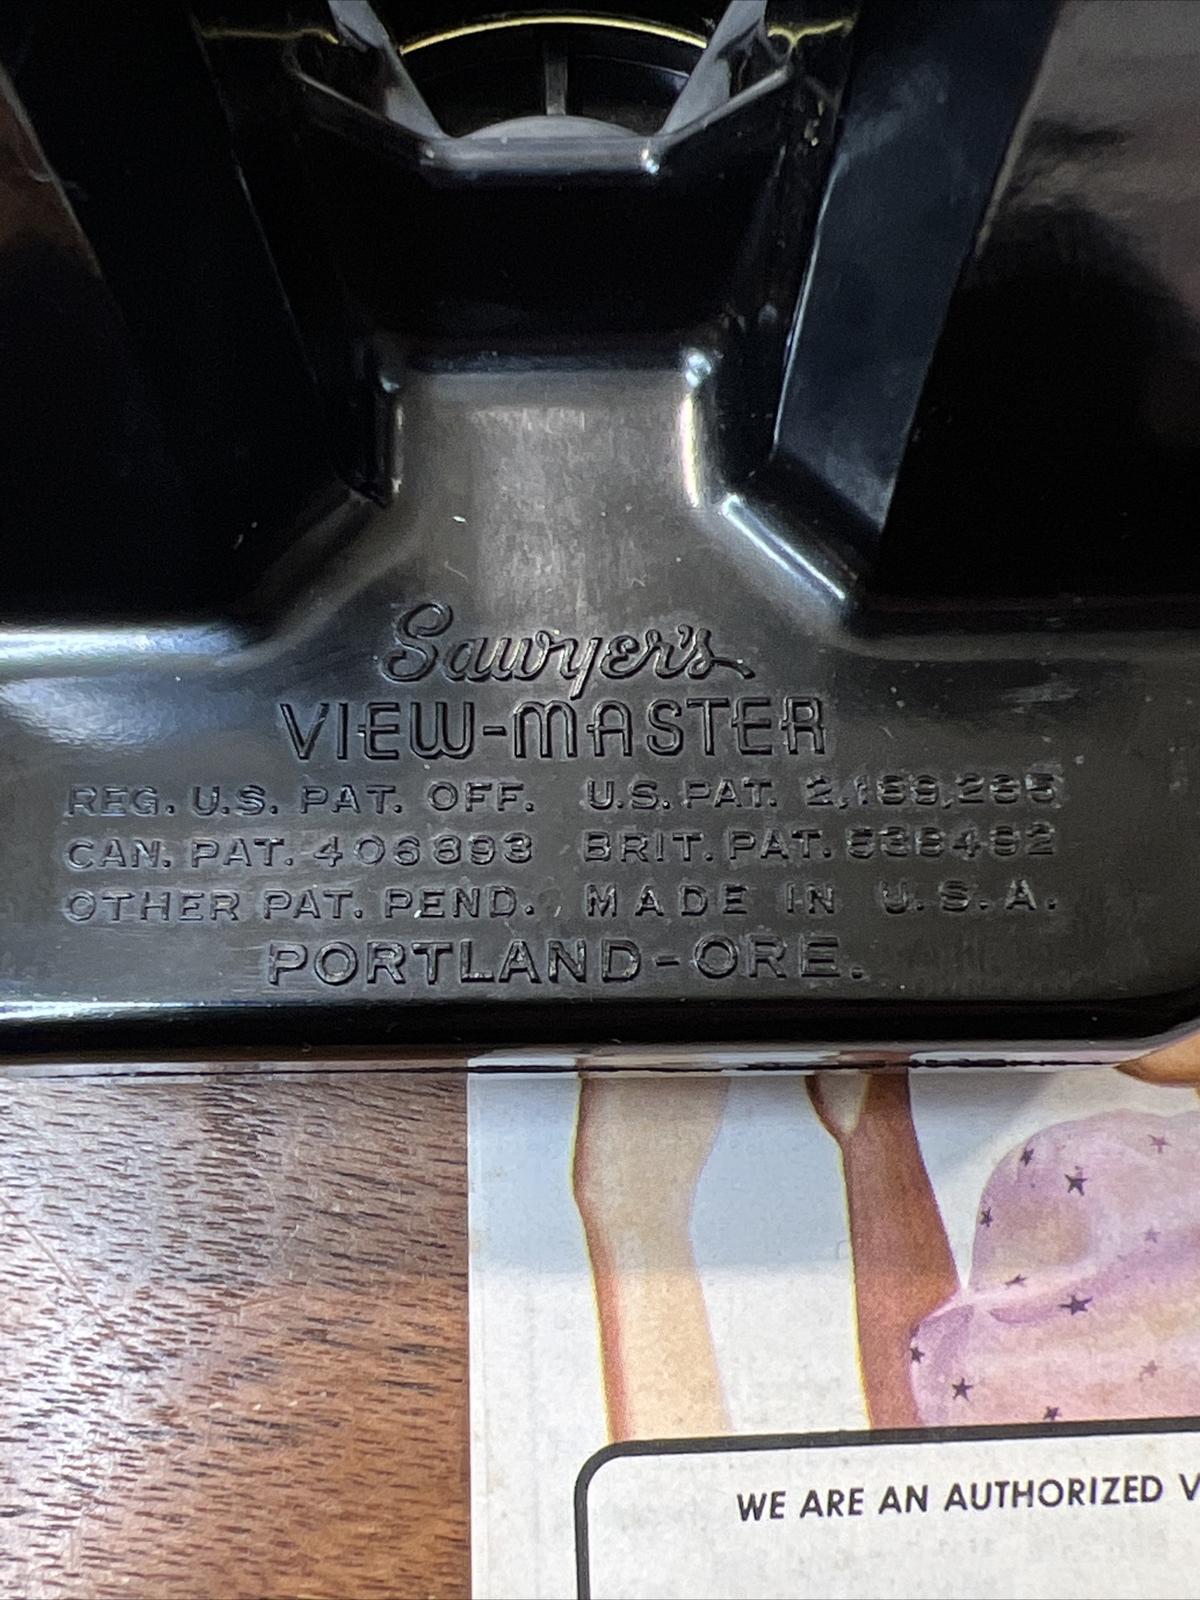 Sawyer's
VIEW-MASTER
REG. U.S. PAT. OFF. U.S. PAT. 2,189,285
CAN. PAT. 406893 BRIT. PAT.
OTHER PAT. PEND. MADE IN U.S.A.
PORTLAND-ORE.
WE ARE AN AUTHORIZED V